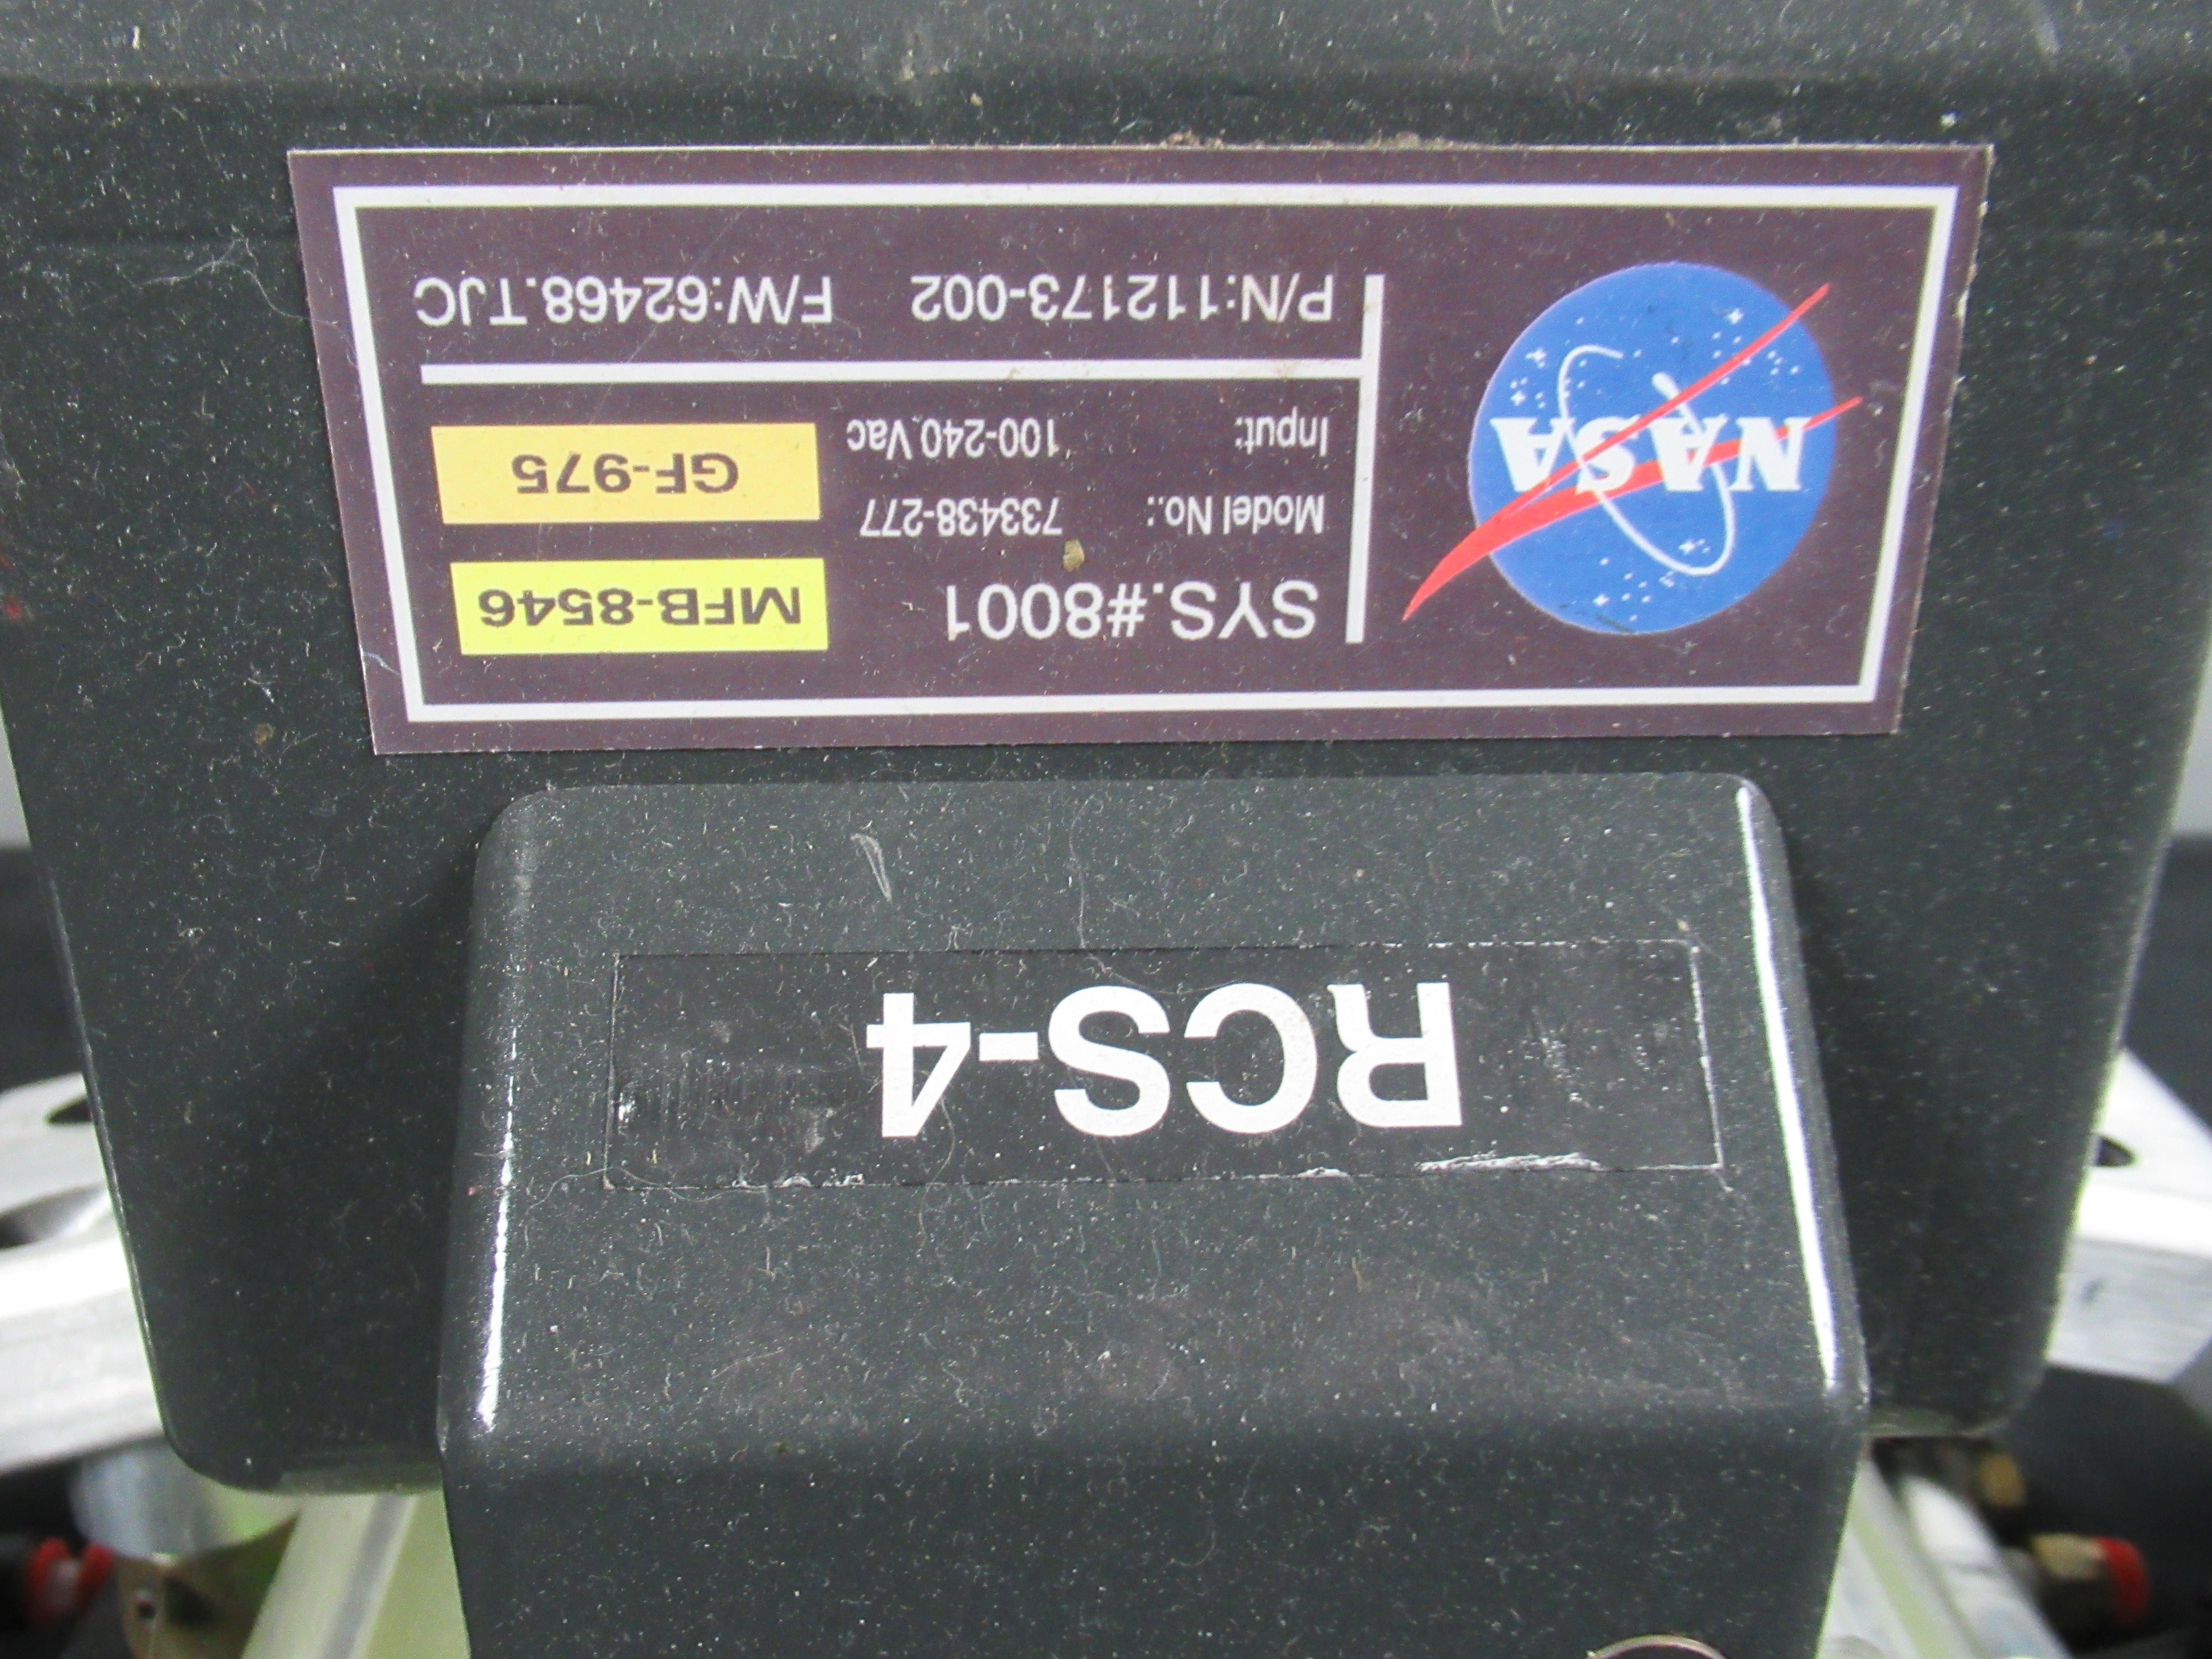 NASA
SYS.#8001
MFB-8546
Model No.: 733438-277
Input: 100-240.Vac
GF-975
P/N:112173-002 F/W:62468.TJC
RCS-4